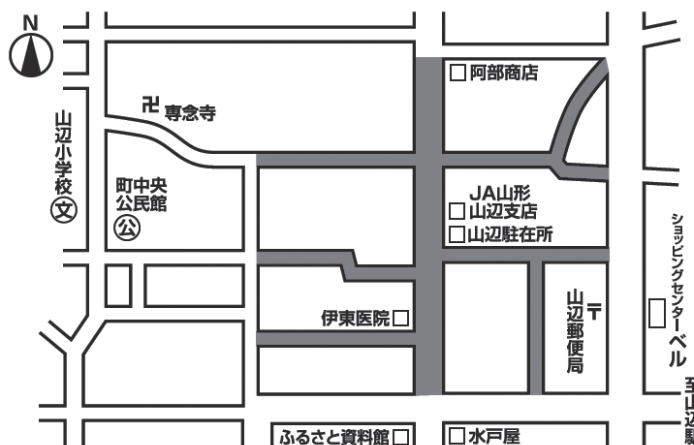 N
阿部商店
卍 専念寺
山辺小学校
文
町中央
公民館
公
JA山形
山辺支店
山辺駐在所
ショッピングセンターベル
伊東医院
山辺郵便局
〒
至山辺駅
ふるさと資料館
水戸屋